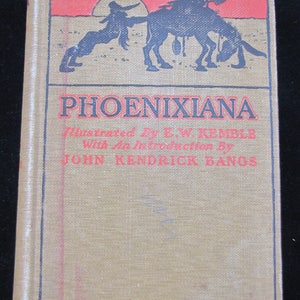 PHOENIXIANA
Illustrated By E.W. KEMBLE
With An Introduction By
JOHN KENDRICK BANGS